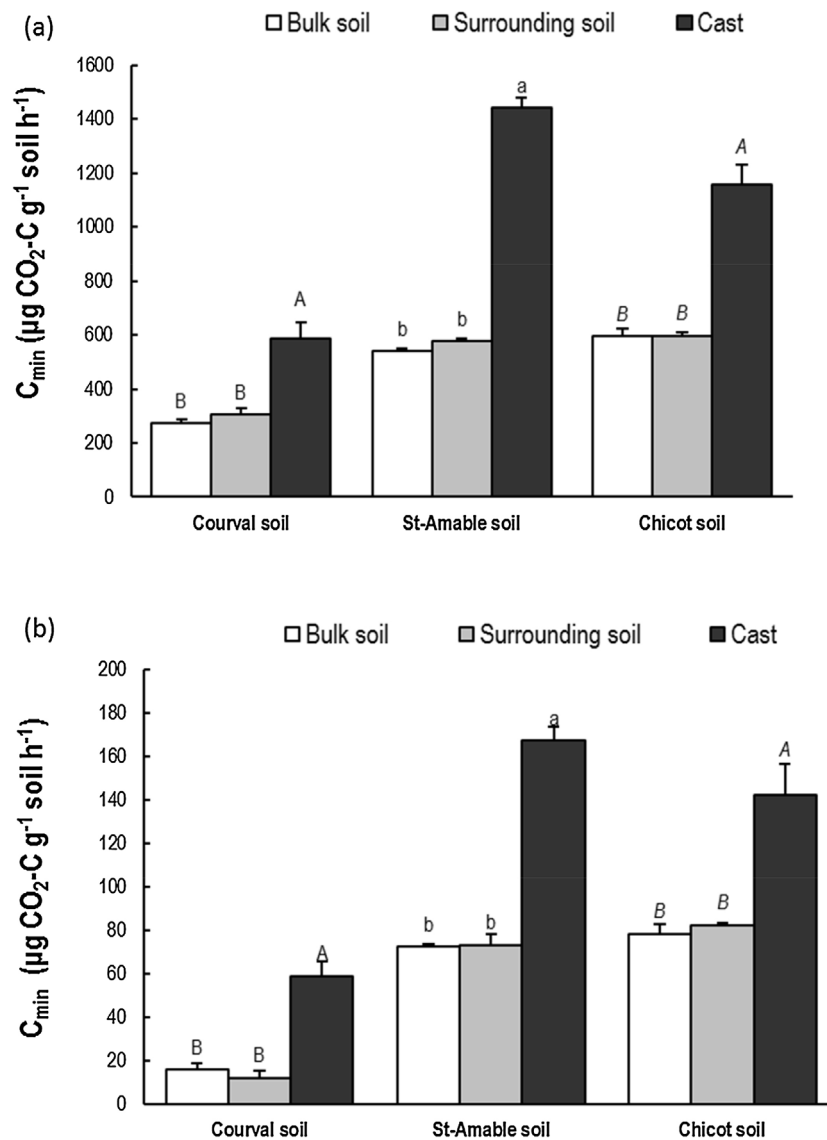 (a)
Bulk soil Surrounding soil Cast
1600
1400
1200
1000
800
600
400
200
0
C_min (µg CO₂-C g⁻¹ soil h⁻¹)
B B A
b b a
B B A
Courval soil St-Amable soil Chicot soil
(b)
Bulk soil Surrounding soil Cast
200
180
160
140
120
100
80
60
40
20
0
C_min (µg CO₂-C g⁻¹ soil h⁻¹)
B B A
b b a
B B A
Courval soil St-Amable soil Chicot soil